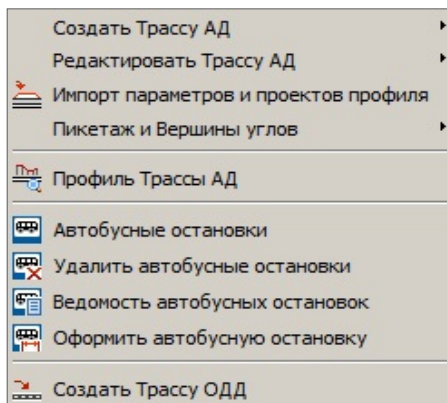 Создать Трассу АД
Редактировать Трассу АД
Импорт параметров и проектов профиля
Пикетаж и Вершины углов
Профиль Трассы АД
Автобусные остановки
Удалить автобусные остановки
Ведомость автобусных остановок
Оформить автобусную остановку
Создать Трассу ОДД